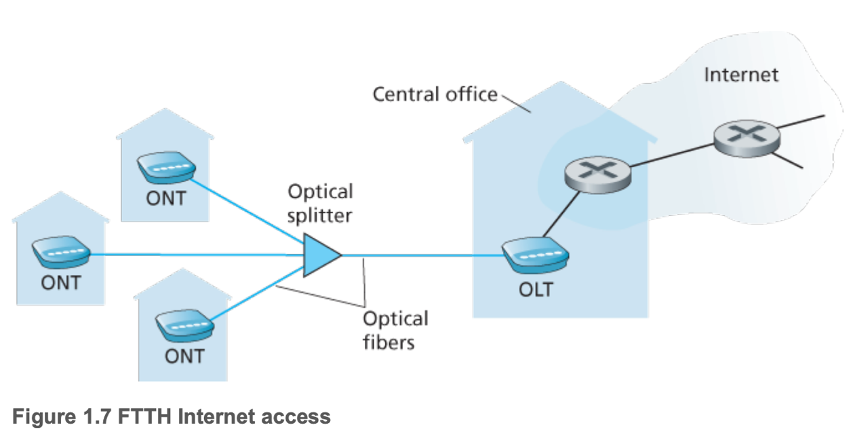 Internet
Central office
ONT
Optical
splitter
ONT
OLT
Optical
fibers
ONT
Figure 1.7 FTTH Internet access